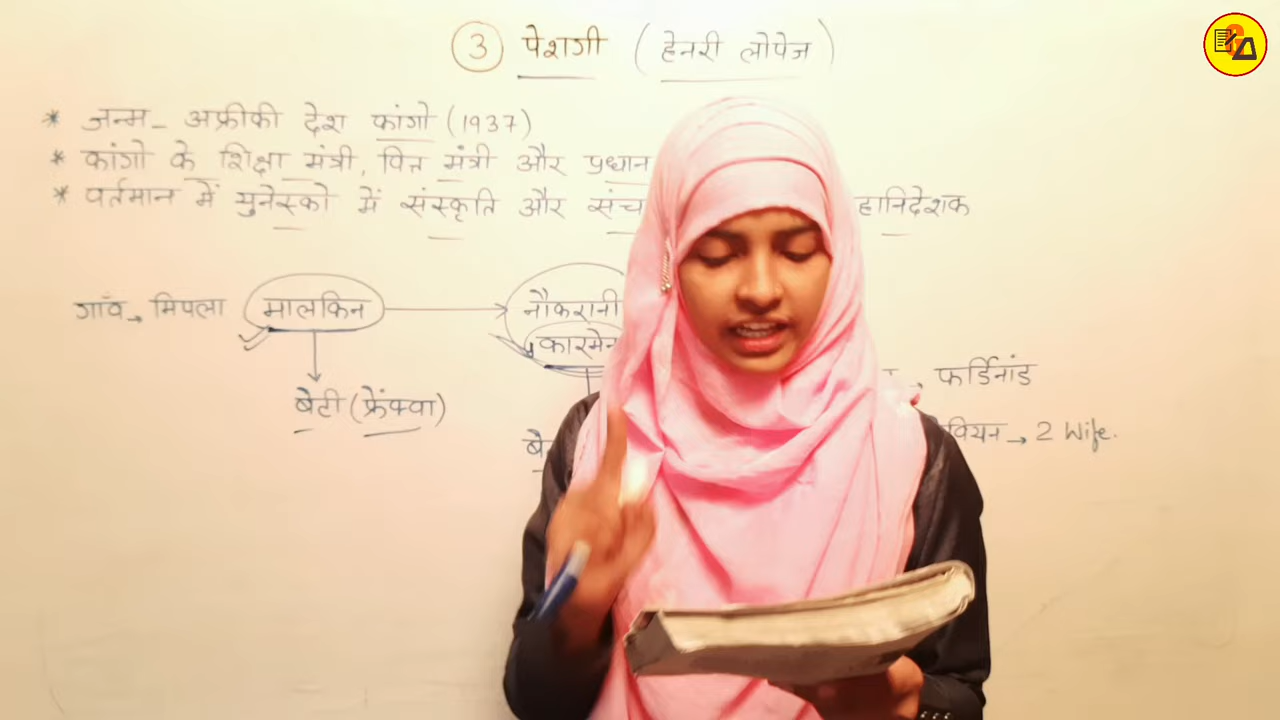 3 पेशगी (हेनरी लोपेज)
* जन्म - अफ्रीकी देश कांगो (1937)
* कांगो के शिक्षा मंत्री, वित्त मंत्री और प्रधान
* वर्तमान में युनेस्को में संस्कृति और संच हानिदेशक
गाँव → मिपला मालकिन → नौकरानी
कारमेन
→ फर्डिनांड
बेटी (फ्रेंक्वा)
बे वियन → 2 Wife.